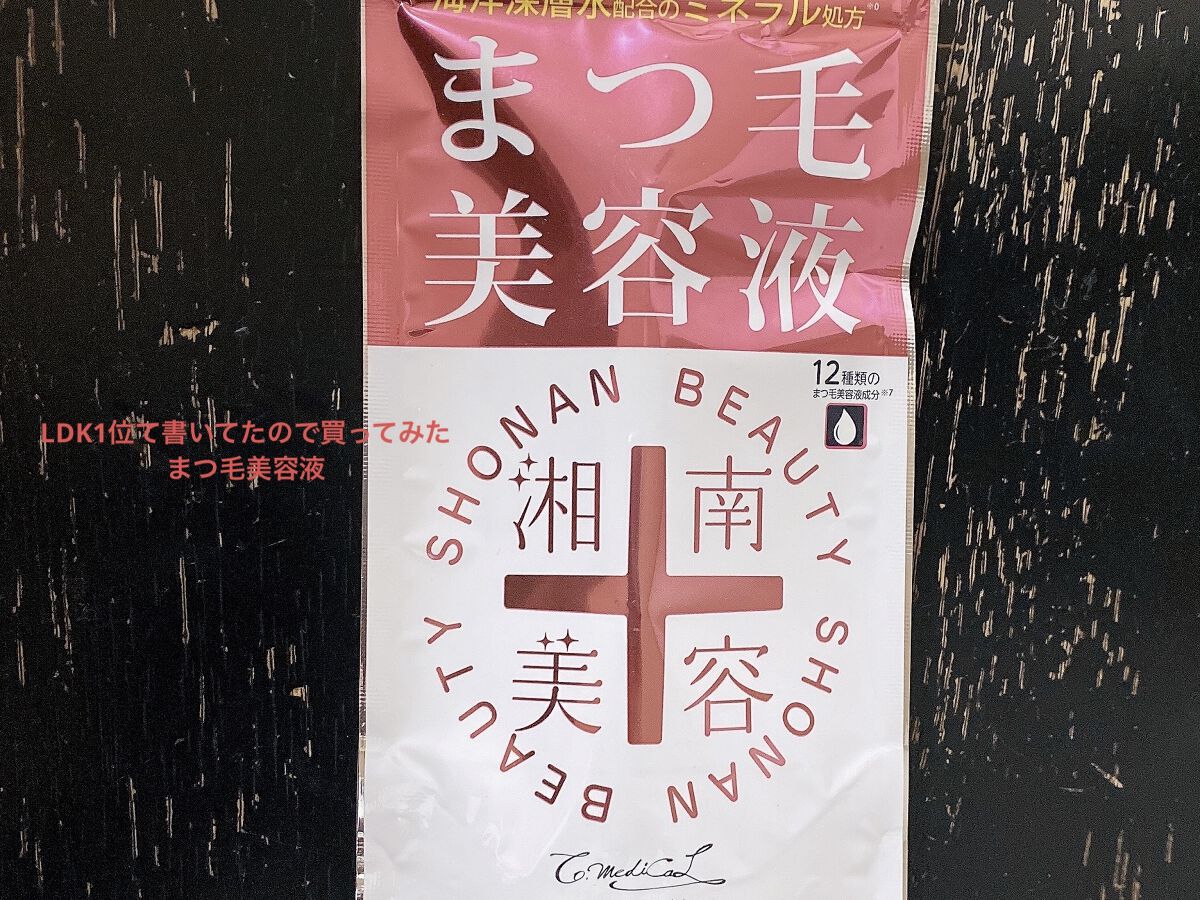 海洋深層水配合のミネラル処方
まつ毛
美容液
12種類の
まつ毛美容液成分※7
SHONAN BEAUTY SHONAN BEAUTY
湘南
美容
LDK1位て書いてたので買ってみた
まつ毛美容液
T.MediCaL